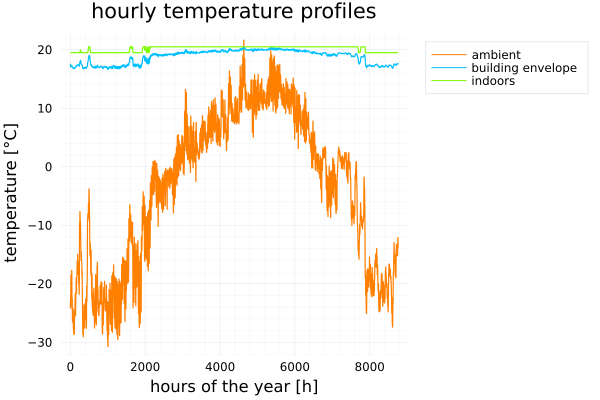 hourly temperature profiles
temperature [°C]
20
10
0
−10
−20
−30
0 2000 4000 6000 8000
hours of the year [h]
ambient
building envelope
indoors